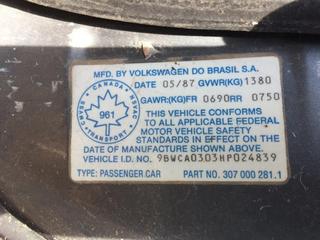 MFD. BY VOLKSWAGEN DO BRASIL S.A.
DATE 05/87 GVWR(KG)1380
GAWR:(KG)FR 0690RR 0750
THIS VEHICLE CONFORMS
TO ALL APPLICABLE FEDERAL
MOTOR VEHICLE SAFETY
STANDARDS IN EFFECT ON THE
DATE OF MANUFACTURE SHOWN ABOVE.
VEHICLE I.D. NO. 9BWCA0303HP024839
TYPE: PASSENGER.CAR PART NO. 307 000 281.1
CANADA
NSVAC
961
TRANSPORT